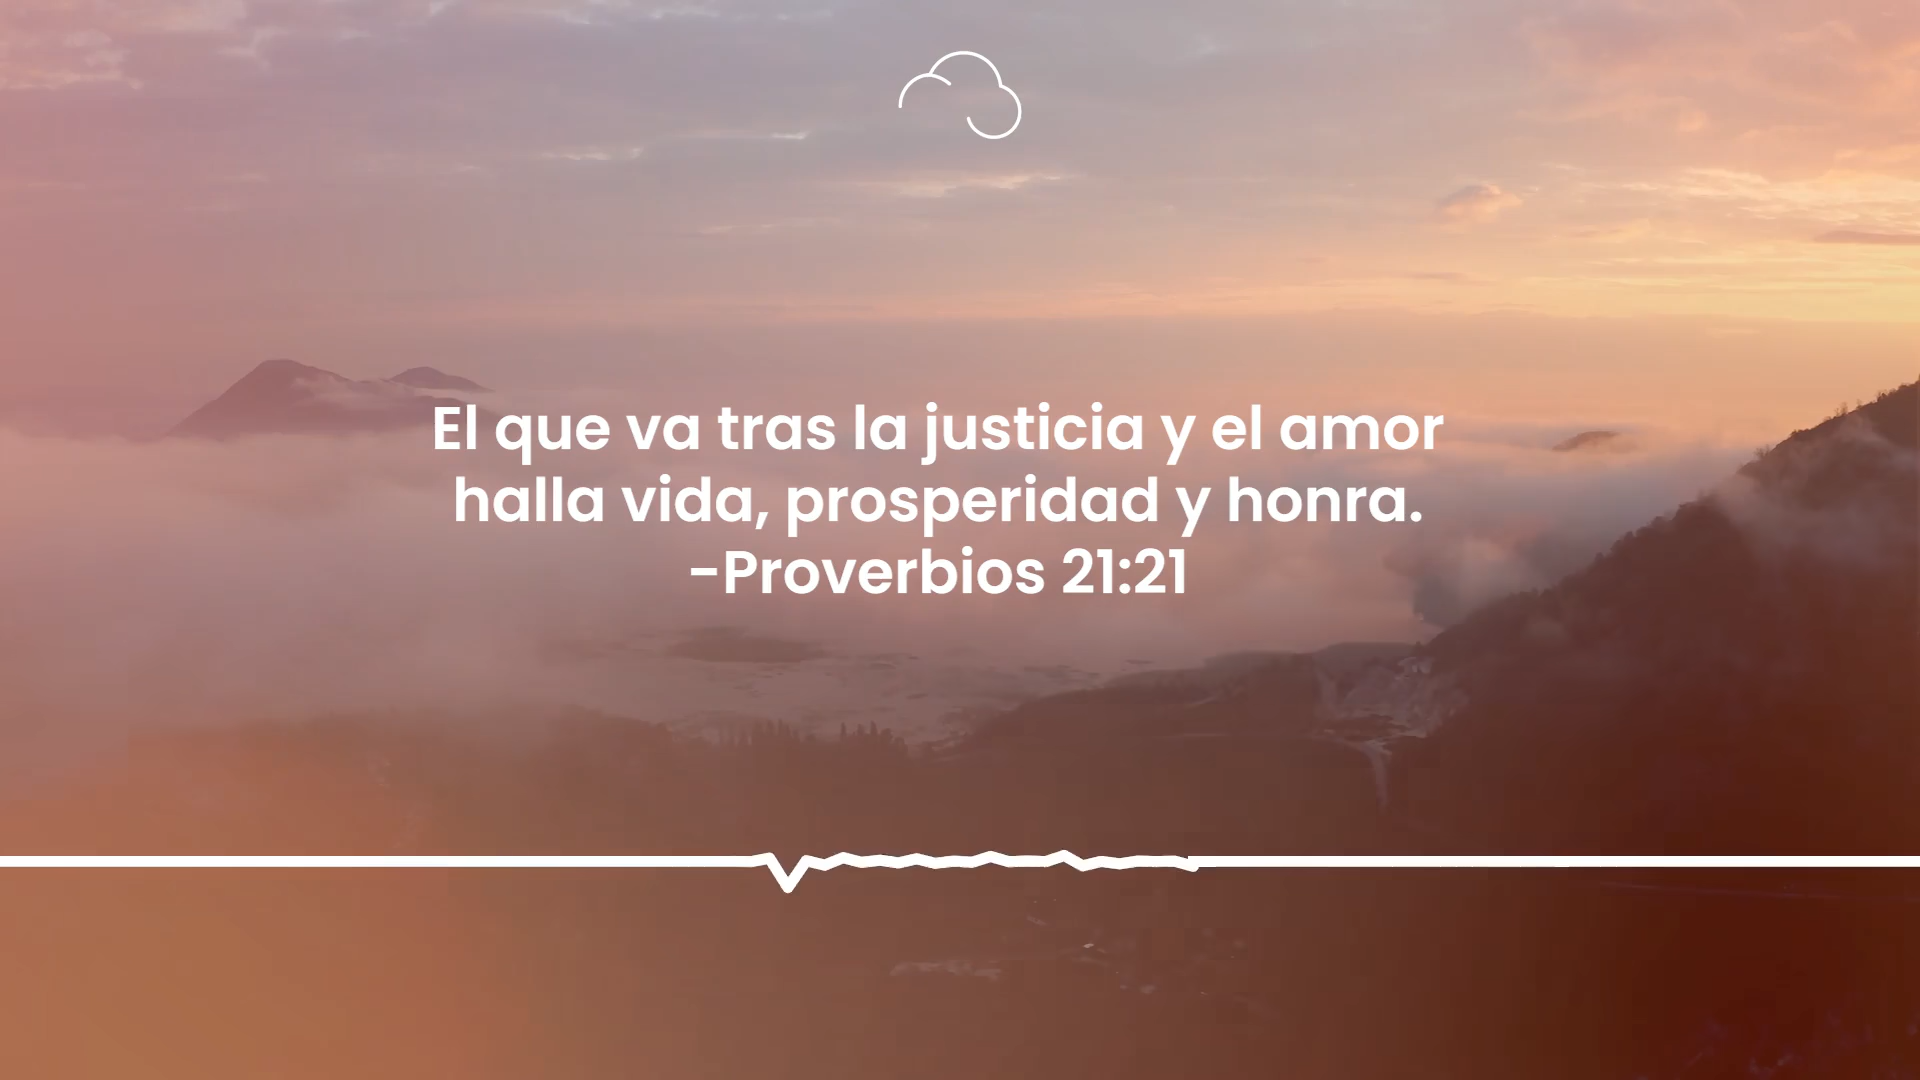 El que va tras la justicia y el amor
halla vida, prosperidad y honra.
-Proverbios 21:21